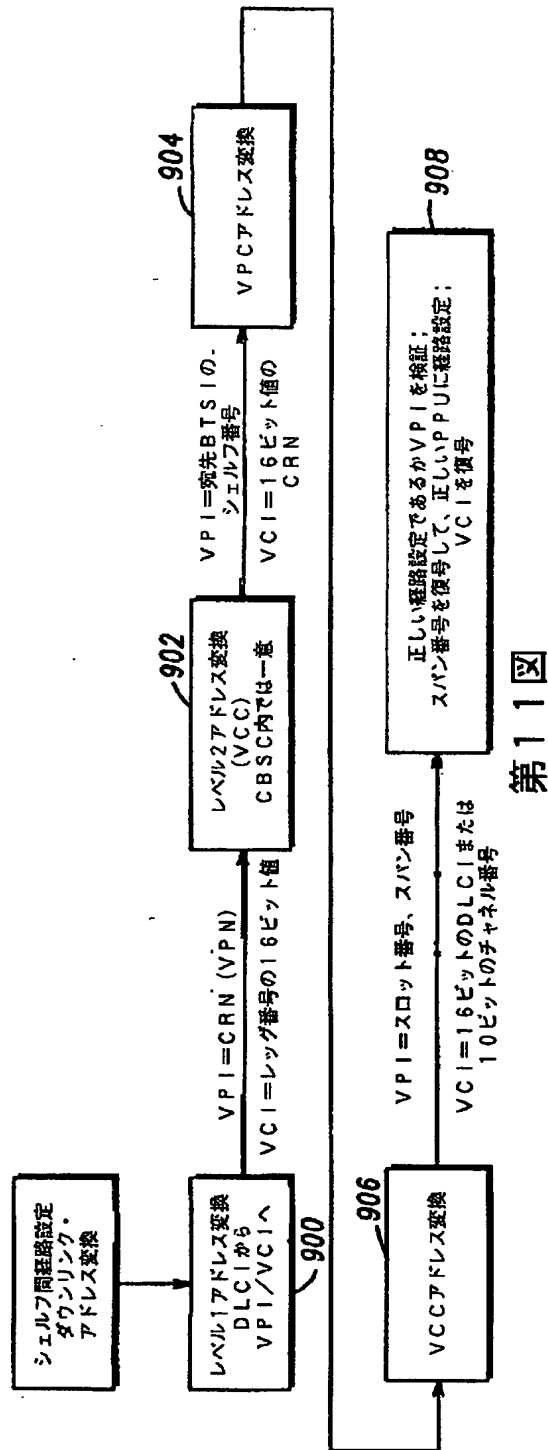 シェルフ間経路設定
ダウンリンク・
アドレス変換
レベル1アドレス変換
DLCIから
VPI/VCIへ
900
VPI=CRN(VPN)
VCI=レッグ番号の16ビット値
レベル2アドレス変換
(VCC)
CBSC内では一意
902
VPI=宛先BTSIの
シェルフ番号
VCI=16ビット値の
CRN
VPCアドレス変換
904
VCCアドレス変換
906
VPI=スロット番号、スパン番号
VCI=16ビットのDLCIまたは
10ビットのチャネル番号
正しい経路設定であるかVPIを検証;
スパン番号を復号して、正しいPPUに経路設定;
VCIを復号
908
第11図